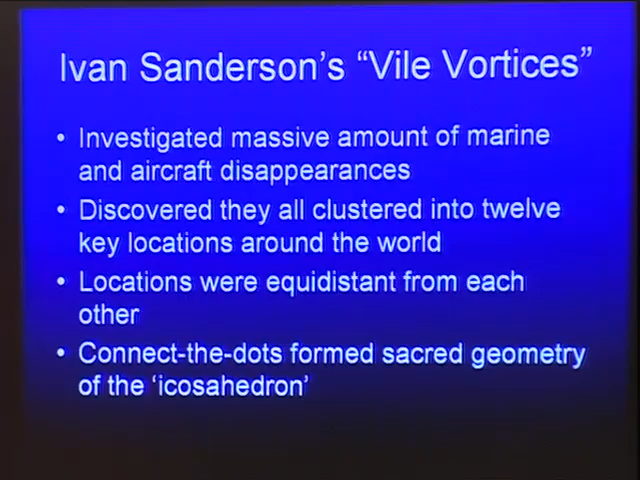 Ivan Sanderson's “Vile Vortices”
• Investigated massive amount of marine
and aircraft disappearances
• Discovered they all clustered into twelve
key locations around the world
• Locations were equidistant from each
other
• Connect-the-dots formed sacred geometry
of the ‘icosahedron’